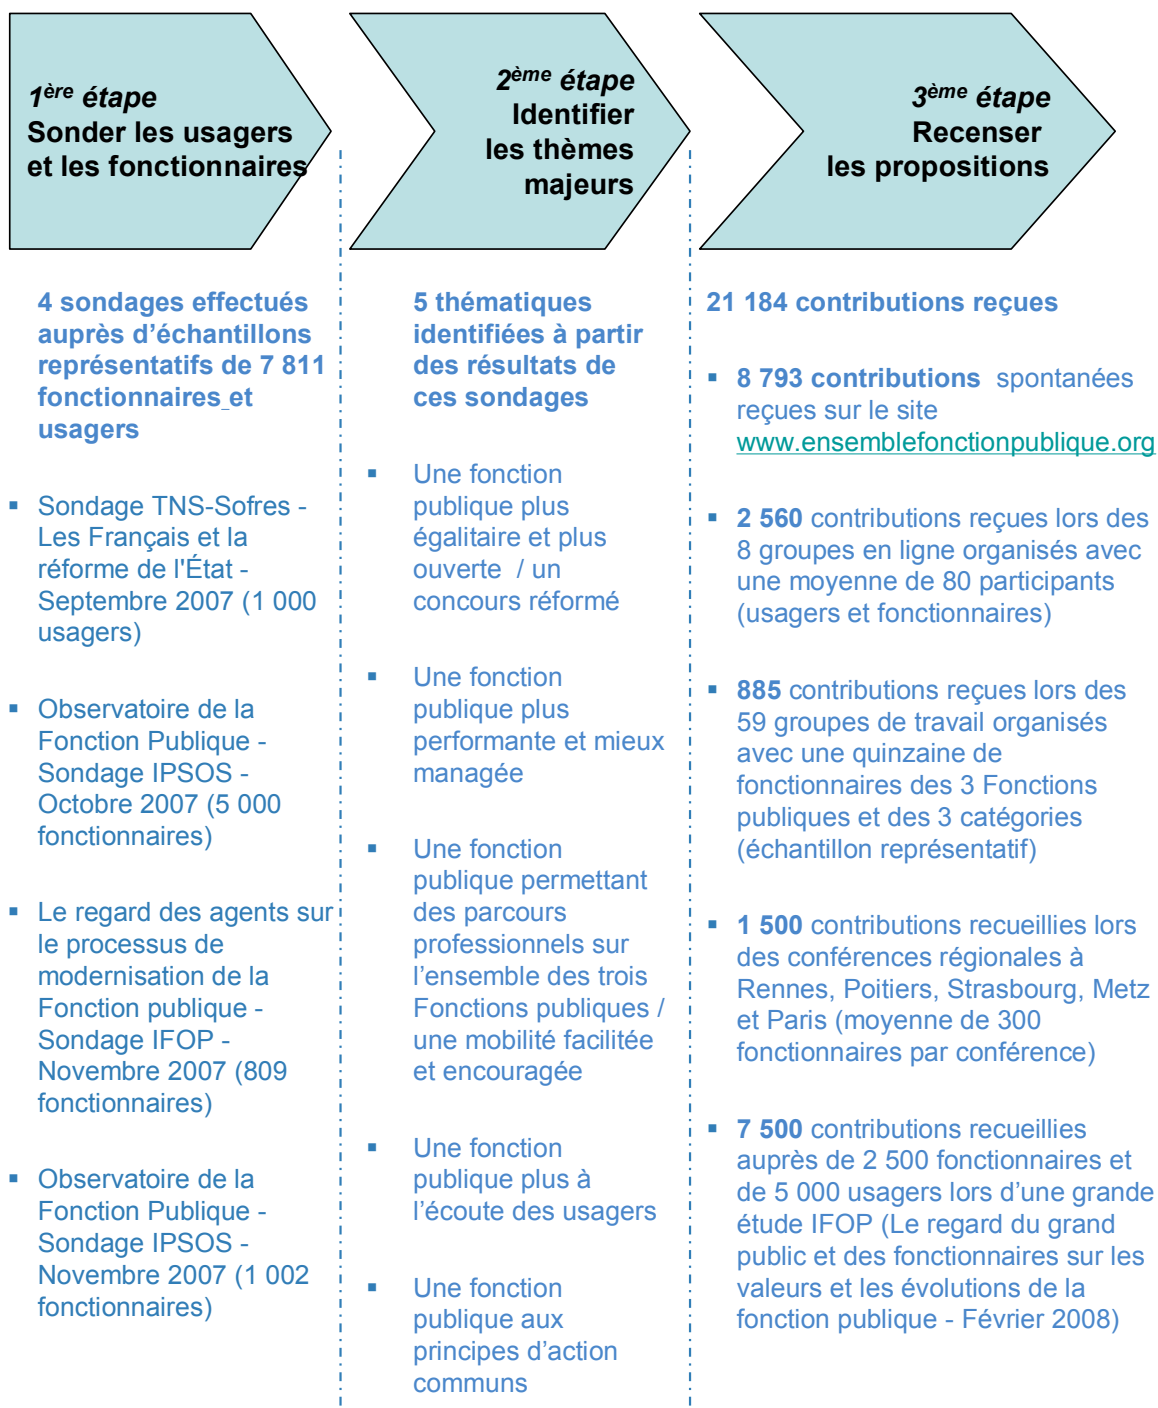 1ère étape
Sonder les usagers
et les fonctionnaires
2ème étape
Identifier
les thèmes
majeurs
3ème étape
Recenser
les propositions
4 sondages effectués
auprès d’échantillons
représentatifs de 7 811
fonctionnaires et
usagers
▪ Sondage TNS-Sofres -
Les Français et la
réforme de l'État -
Septembre 2007 (1 000
usagers)
▪ Observatoire de la
Fonction Publique -
Sondage IPSOS -
Octobre 2007 (5 000
fonctionnaires)
▪ Le regard des agents sur
le processus de
modernisation de la
Fonction publique -
Sondage IFOP -
Novembre 2007 (809
fonctionnaires)
▪ Observatoire de la
Fonction Publique -
Sondage IPSOS -
Novembre 2007 (1 002
fonctionnaires)
5 thématiques
identifiées à partir
des résultats de
ces sondages
▪ Une fonction
publique plus
égalitaire et plus
ouverte / un
concours réformé
▪ Une fonction
publique plus
performante et mieux
managée
▪ Une fonction
publique permettant
des parcours
professionnels sur
l’ensemble des trois
Fonctions publiques /
une mobilité facilitée
et encouragée
▪ Une fonction
publique plus à
l’écoute des usagers
▪ Une fonction
publique aux
principes d’action
communs
21 184 contributions reçues
▪ 8 793 contributions spontanées
reçues sur le site
www.ensemblefonctionpublique.org
▪ 2 560 contributions reçues lors des
8 groupes en ligne organisés avec
une moyenne de 80 participants
(usagers et fonctionnaires)
▪ 885 contributions reçues lors des
59 groupes de travail organisés
avec une quinzaine de
fonctionnaires des 3 Fonctions
publiques et des 3 catégories
(échantillon représentatif)
▪ 1 500 contributions recueillies lors
des conférences régionales à
Rennes, Poitiers, Strasbourg, Metz
et Paris (moyenne de 300
fonctionnaires par conférence)
▪ 7 500 contributions recueillies
auprès de 2 500 fonctionnaires et
de 5 000 usagers lors d’une grande
étude IFOP (Le regard du grand
public et des fonctionnaires sur les
valeurs et les évolutions de la
fonction publique - Février 2008)